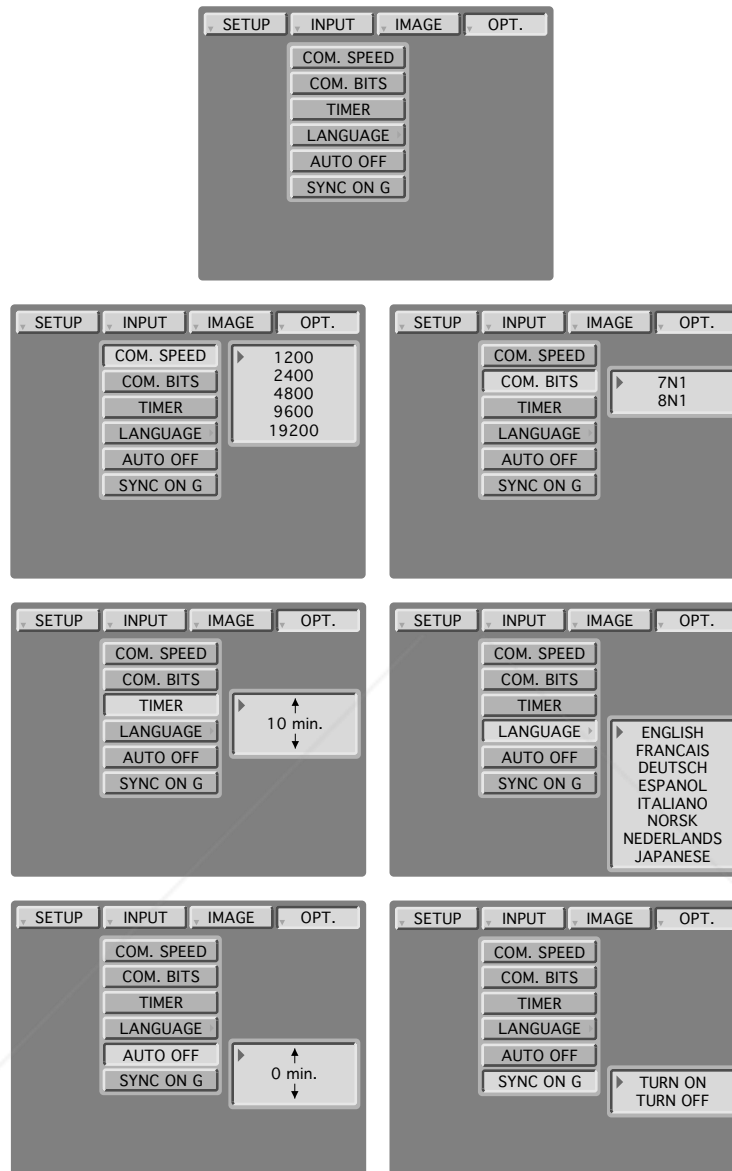 SETUP INPUT IMAGE OPT.
COM. SPEED
COM. BITS
TIMER
LANGUAGE
AUTO OFF
SYNC ON G
SETUP INPUT IMAGE OPT.
COM. SPEED
COM. BITS
TIMER
LANGUAGE
AUTO OFF
SYNC ON G
1200
2400
4800
9600
19200
SETUP INPUT IMAGE OPT.
COM. SPEED
COM. BITS
TIMER
LANGUAGE
AUTO OFF
SYNC ON G
7N1
8N1
SETUP INPUT IMAGE OPT.
COM. SPEED
COM. BITS
TIMER
LANGUAGE
AUTO OFF
SYNC ON G
10 min.
SETUP INPUT IMAGE OPT.
COM. SPEED
COM. BITS
TIMER
LANGUAGE
AUTO OFF
SYNC ON G
ENGLISH
FRANCAIS
DEUTSCH
ESPANOL
ITALIANO
NORSK
NEDERLANDS
JAPANESE
SETUP INPUT IMAGE OPT.
COM. SPEED
COM. BITS
TIMER
LANGUAGE
AUTO OFF
SYNC ON G
0 min.
SETUP INPUT IMAGE OPT.
COM. SPEED
COM. BITS
TIMER
LANGUAGE
AUTO OFF
SYNC ON G
TURN ON
TURN OFF